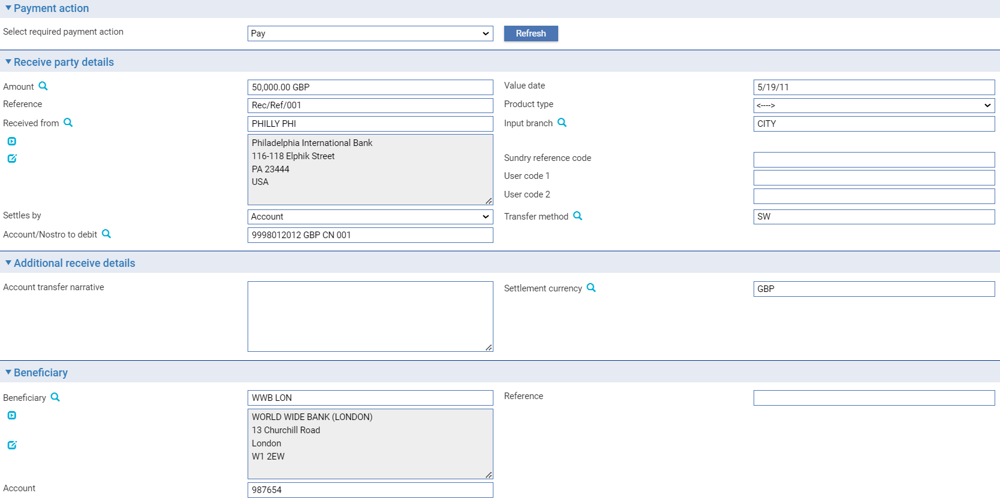 Payment action
Select required payment action Pay Refresh
Receive party details
Amount 50,000.00 GBP Value date 5/19/11
Reference Rec/Ref/001 Product type <---->
Received from PHILLY PHI Input branch CITY
Philadelphia International Bank
116-118 Elphik Street
PA 23444
USA
Sundry reference code
User code 1
User code 2
Settles by Account Transfer method SW
Account/Nostro to debit 9998012012 GBP CN 001
Additional receive details
Account transfer narrative Settlement currency GBP
Beneficiary
Beneficiary WWB LON Reference
WORLD WIDE BANK (LONDON)
13 Churchill Road
London
W1 2EW
Account 987654